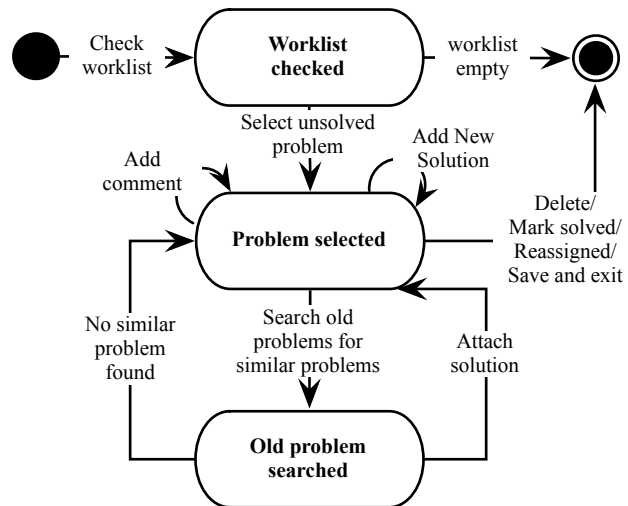 Check
worklist
Worklist
checked
worklist
empty
Select unsolved
problem
Add
comment
Add New
Solution
Problem selected
Delete/
Mark solved/
Reassigned/
Save and exit
No similar
problem
found
Search old
problems for
similar problems
Attach
solution
Old problem
searched